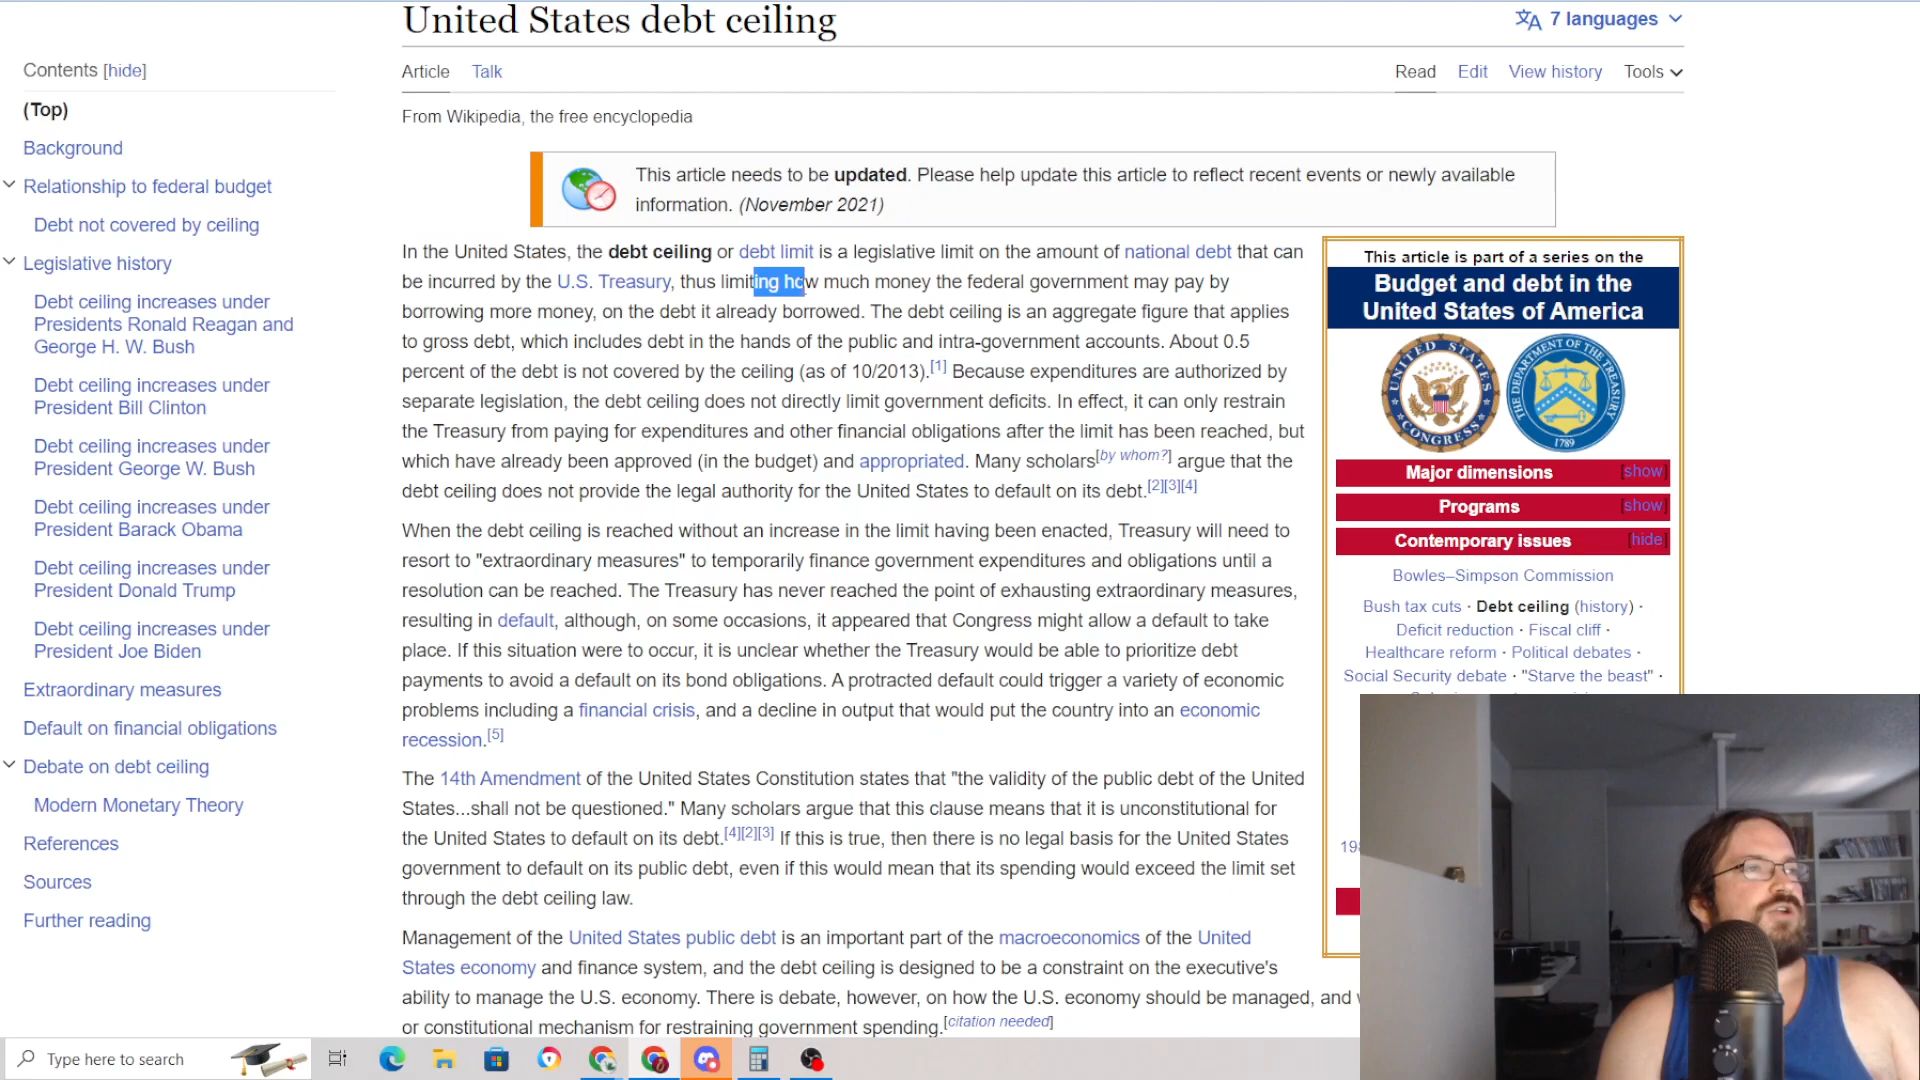 United States debt ceiling
7 languages
Contents [hide]
(Top)
Background
Relationship to federal budget
Debt not covered by ceiling
Legislative history
Debt ceiling increases under
Presidents Ronald Reagan and
George H. W. Bush
Debt ceiling increases under
President Bill Clinton
Debt ceiling increases under
President George W. Bush
Debt ceiling increases under
President Barack Obama
Debt ceiling increases under
President Donald Trump
Debt ceiling increases under
President Joe Biden
Extraordinary measures
Default on financial obligations
Debate on debt ceiling
Modern Monetary Theory
References
Sources
Further reading
Article Talk
Read Edit View history Tools
From Wikipedia, the free encyclopedia
This article needs to be updated. Please help update this article to reflect recent events or newly available
information. (November 2021)
In the United States, the debt ceiling or debt limit is a legislative limit on the amount of national debt that can
be incurred by the U.S. Treasury, thus limiting how much money the federal government may pay by
borrowing more money, on the debt it already borrowed. The debt ceiling is an aggregate figure that applies
to gross debt, which includes debt in the hands of the public and intra-government accounts. About 0.5
percent of the debt is not covered by the ceiling (as of 10/2013).[1] Because expenditures are authorized by
separate legislation, the debt ceiling does not directly limit government deficits. In effect, it can only restrain
the Treasury from paying for expenditures and other financial obligations after the limit has been reached, but
which have already been approved (in the budget) and appropriated. Many scholars[by whom?] argue that the
debt ceiling does not provide the legal authority for the United States to default on its debt.[2][3][4]
When the debt ceiling is reached without an increase in the limit having been enacted, Treasury will need to
resort to "extraordinary measures" to temporarily finance government expenditures and obligations until a
resolution can be reached. The Treasury has never reached the point of exhausting extraordinary measures,
resulting in default, although, on some occasions, it appeared that Congress might allow a default to take
place. If this situation were to occur, it is unclear whether the Treasury would be able to prioritize debt
payments to avoid a default on its bond obligations. A protracted default could trigger a variety of economic
problems including a financial crisis, and a decline in output that would put the country into an economic
recession.[5]
The 14th Amendment of the United States Constitution states that "the validity of the public debt of the United
States...shall not be questioned." Many scholars argue that this clause means that it is unconstitutional for
the United States to default on its debt.[4][2][3] If this is true, then there is no legal basis for the United States
government to default on its public debt, even if this would mean that its spending would exceed the limit set
through the debt ceiling law.
Management of the United States public debt is an important part of the macroeconomics of the United
States economy and finance system, and the debt ceiling is designed to be a constraint on the executive's
ability to manage the U.S. economy. There is debate, however, on how the U.S. economy should be managed, and
or constitutional mechanism for restraining government spending.[citation needed]
This article is part of a series on the
Budget and debt in the
United States of America
UNITED STATES CONGRESS
THE DEPARTMENT OF THE TREASURY
1789
Major dimensions [show]
Programs [show]
Contemporary issues [hide]
Bowles–Simpson Commission
Bush tax cuts · Debt ceiling (history) ·
Deficit reduction · Fiscal cliff ·
Healthcare reform · Political debates ·
Social Security debate · "Starve the beast" ·
Type here to search